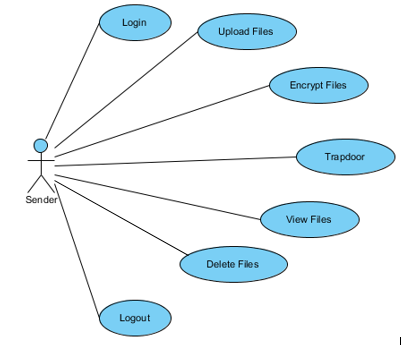 Login
Upload Files
Encrypt Files
Trapdoor
Sender
View Files
Delete Files
Logout